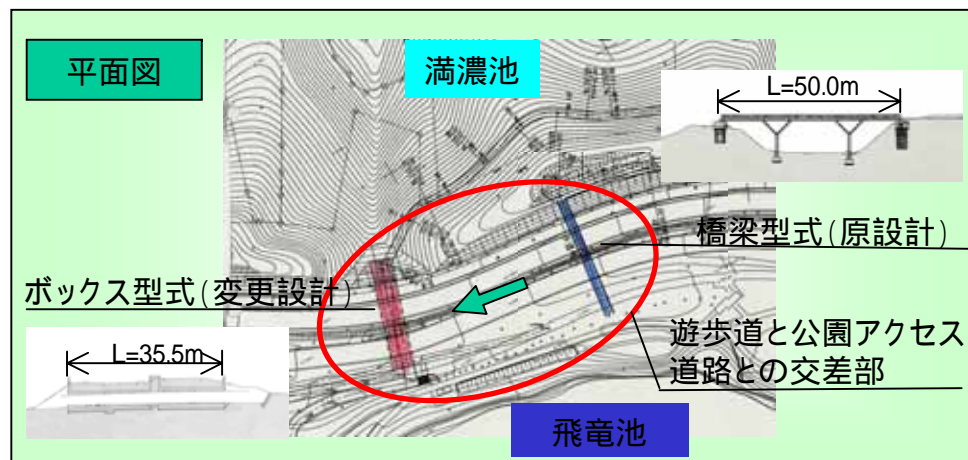 平面図
満濃池
L=50.0m
橋梁型式(原設計)
ボックス型式(変更設計)
L=35.5m
遊歩道と公園アクセス
道路との交差部
飛竜池